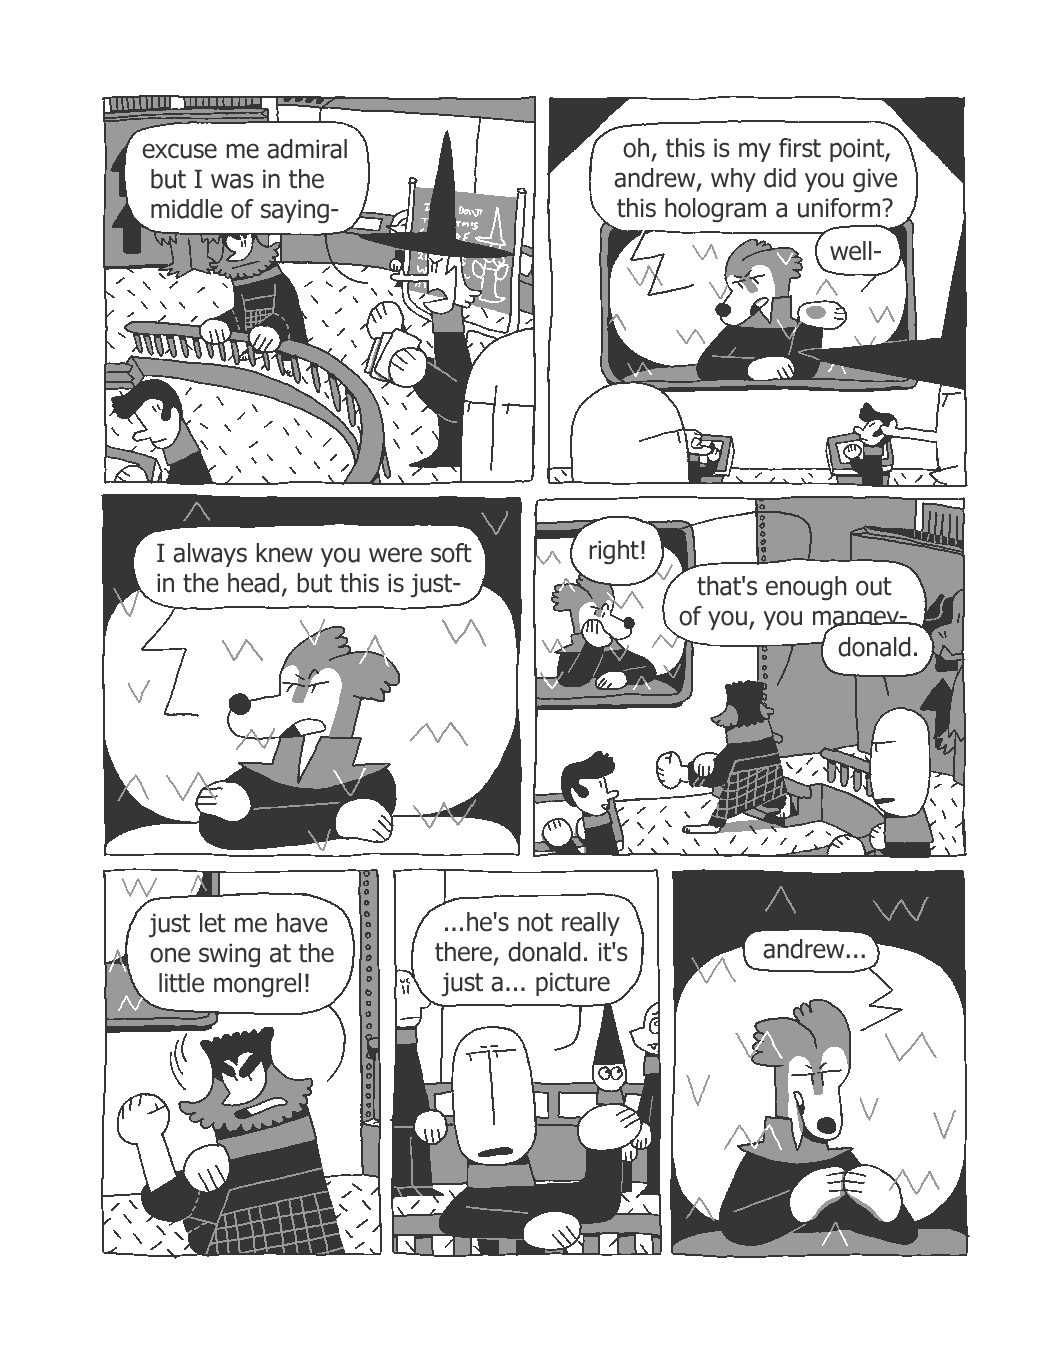 excuse me admiral
but I was in the
middle of saying-
oh, this is my first point,
andrew, why did you give
this hologram a uniform?
well-
I always knew you were soft
in the head, but this is just-
right!
that's enough out
of you, you mangey-
donald.
just let me have
one swing at the
little mongrel!
...he's not really
there, donald. it's
just a... picture
andrew...